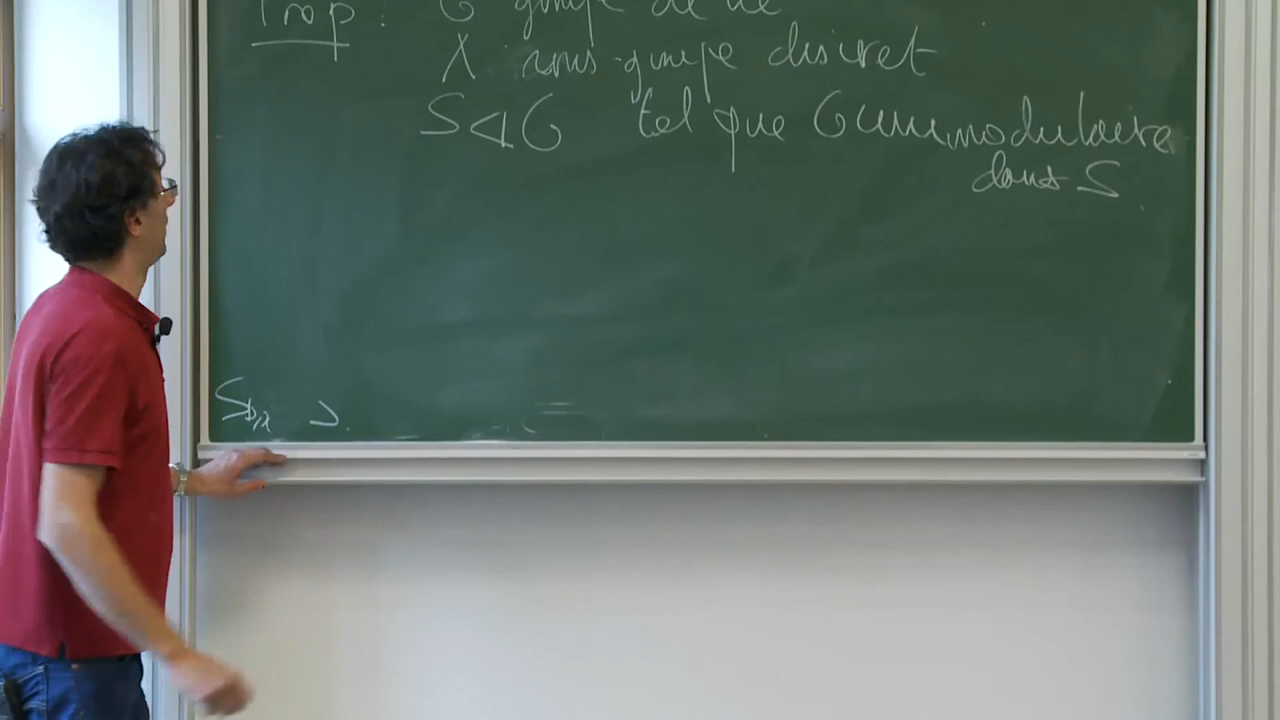 Prop : G groupe de Lie
Λ sous-groupe discret
S ◁ G tel que G unimodulaire
dans S